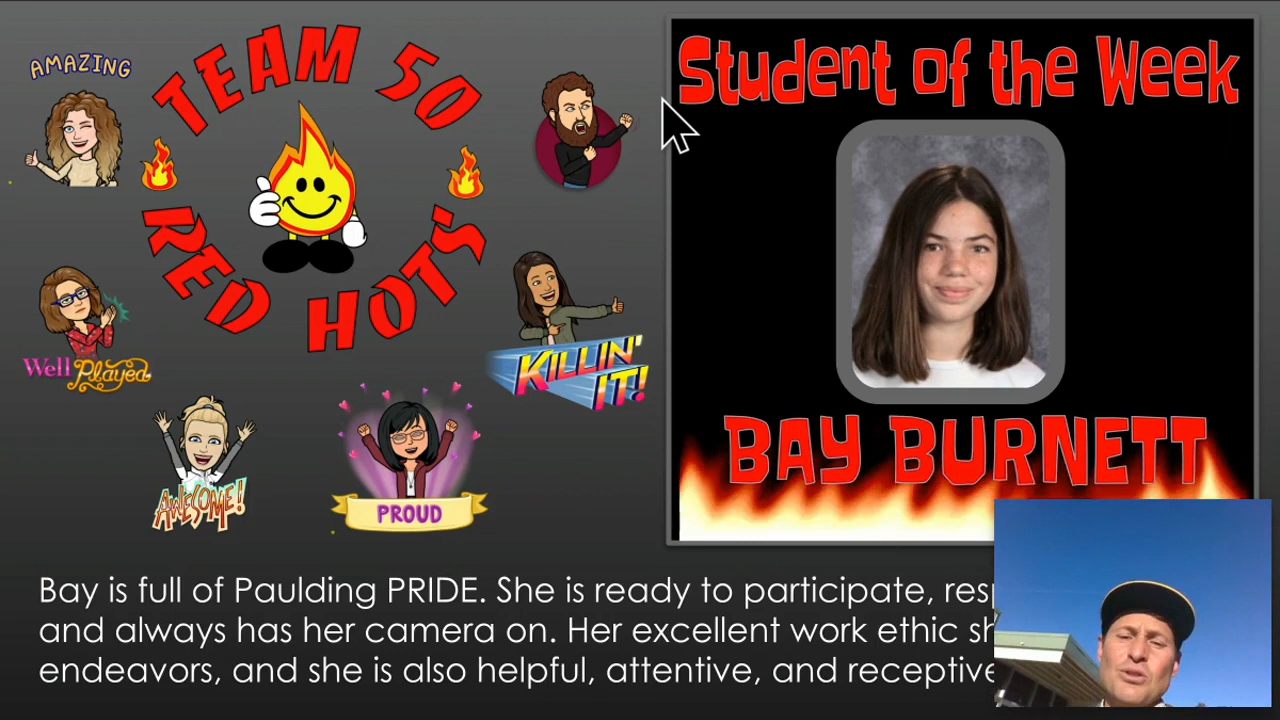 AMAZING
TEAM 50
RED HOTS
Well Played
KILLIN' IT!
AWESOME!
PROUD
Student of the Week
BAY BURNETT
Bay is full of Paulding PRIDE. She is ready to participate,
and always has her camera on. Her excellent work ethic
endeavors, and she is also helpful, attentive, and receptive